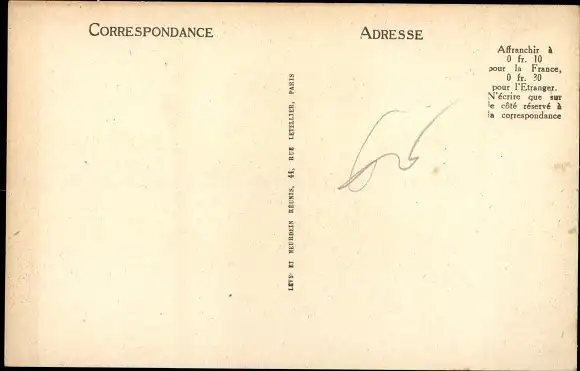 CORRESPONDANCE
ADRESSE
Affranchir à
0 fr. 10
pour la France,
0 fr. 30
pour l'Etranger.
N'écrire que sur
le côté réservé à
la correspondance
LEVY ET NEURDEIN RÉUNIS, 44, RUE LETELLIER, PARIS